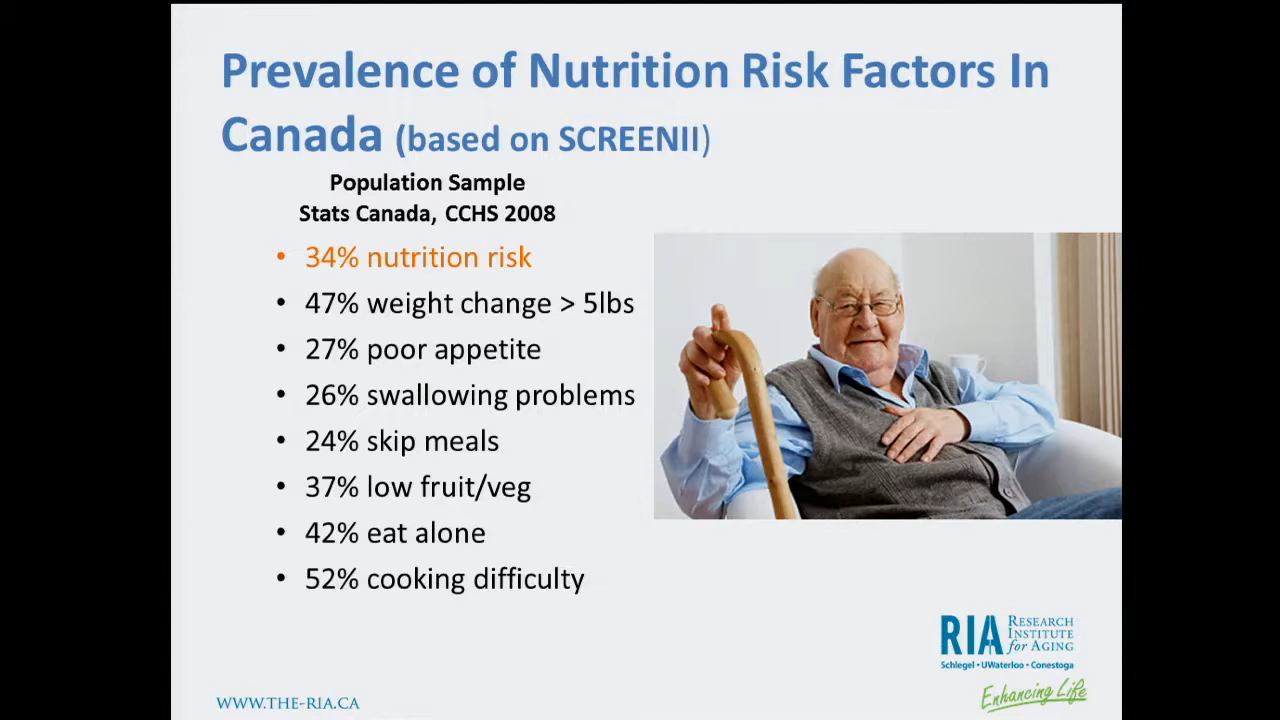 Prevalence of Nutrition Risk Factors In
Canada (based on SCREENII)
Population Sample
Stats Canada, CCHS 2008
• 34% nutrition risk
• 47% weight change > 5lbs
• 27% poor appetite
• 26% swallowing problems
• 24% skip meals
• 37% low fruit/veg
• 42% eat alone
• 52% cooking difficulty
RIA RESEARCH
INSTITUTE
for AGING
Schlegel • UWaterloo • Conestoga
Enhancing Life
WWW.THE-RIA.CA